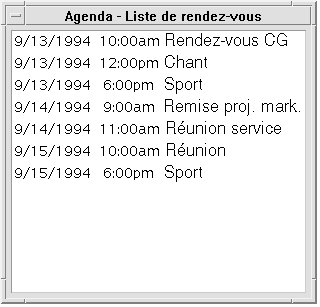 Agenda - Liste de rendez-vous
9/13/1994 10:00am Rendez-vous CG
9/13/1994 12:00pm Chant
9/13/1994 6:00pm Sport
9/14/1994 9:00am Remise proj. mark.
9/14/1994 11:00am Réunion service
9/15/1994 10:00am Réunion
9/15/1994 6:00pm Sport